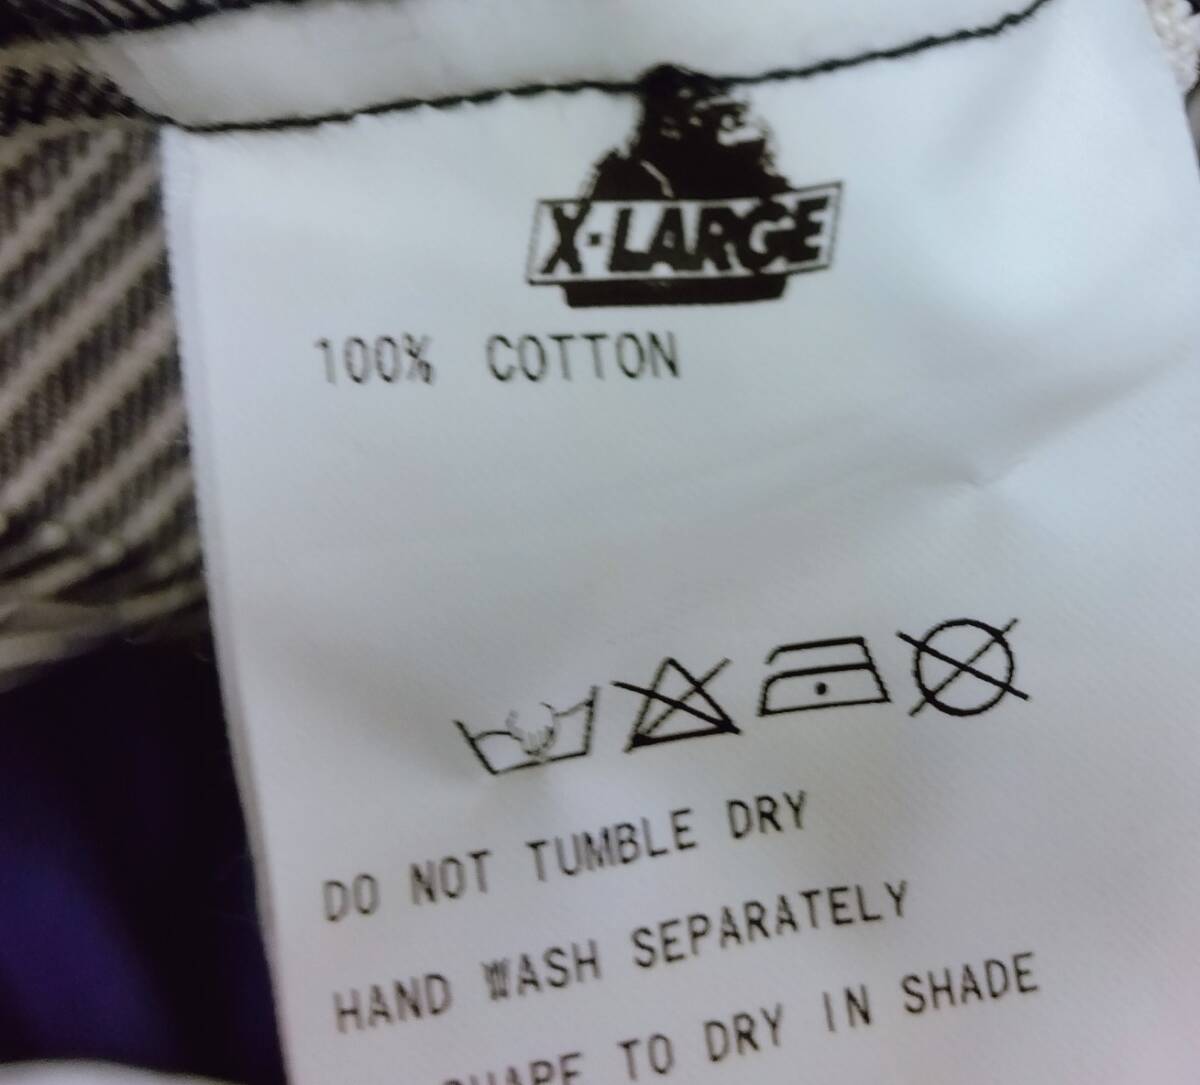 X-LARGE
100% COTTON
DO NOT TUMBLE DRY
HAND WASH SEPARATELY
TO DRY IN SHADE